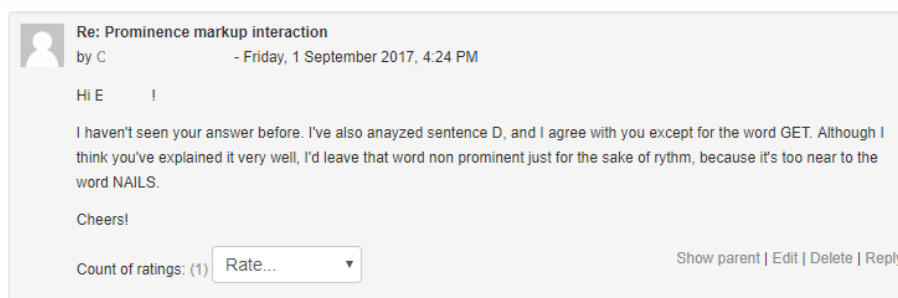 Re: Prominence markup interaction
by C - Friday, 1 September 2017, 4:24 PM
Hi E !
I haven't seen your answer before. I've also anayzed sentence D, and I agree with you except for the word GET. Although I
think you've explained it very well, I'd leave that word non prominent just for the sake of rythm, because it's too near to the
word NAILS.
Cheers!
Count of ratings: (1) Rate...
Show parent | Edit | Delete | Reply